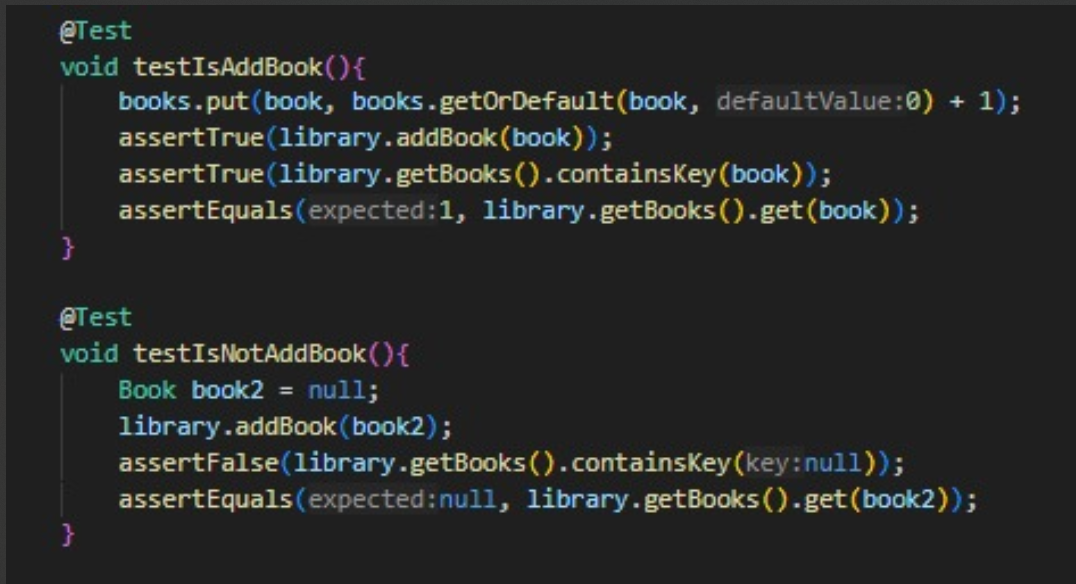 @Test
void testIsAddBook(){
books.put(book, books.getOrDefault(book, defaultValue:0) + 1);
assertTrue(library.addBook(book));
assertTrue(library.getBooks().containsKey(book));
assertEquals(expected:1, library.getBooks().get(book));
}
@Test
void testIsNotAddBook(){
Book book2 = null;
library.addBook(book2);
assertFalse(library.getBooks().containsKey(key:null));
assertEquals(expected:null, library.getBooks().get(book2));
}